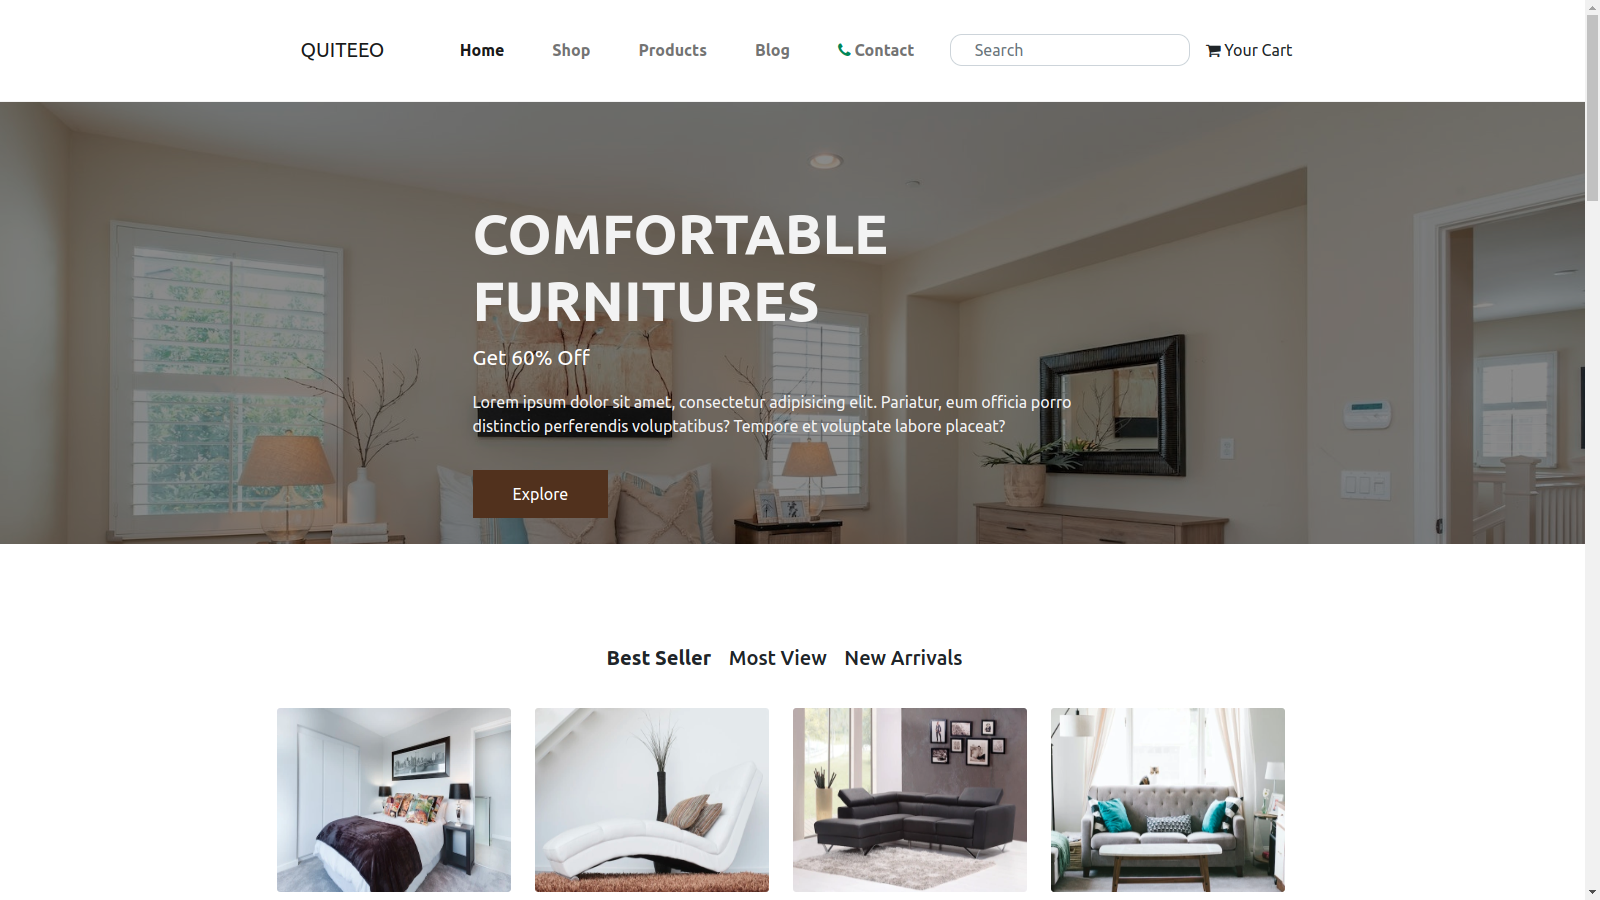 QUITEEO Home Shop Products Blog Contact Search Your Cart
COMFORTABLE
FURNITURES
Get 60% Off
Lorem ipsum dolor sit amet, consectetur adipisicing elit. Pariatur, eum officia porro
distinctio perferendis voluptatibus? Tempore et voluptate labore placeat?
Explore
Best Seller Most View New Arrivals